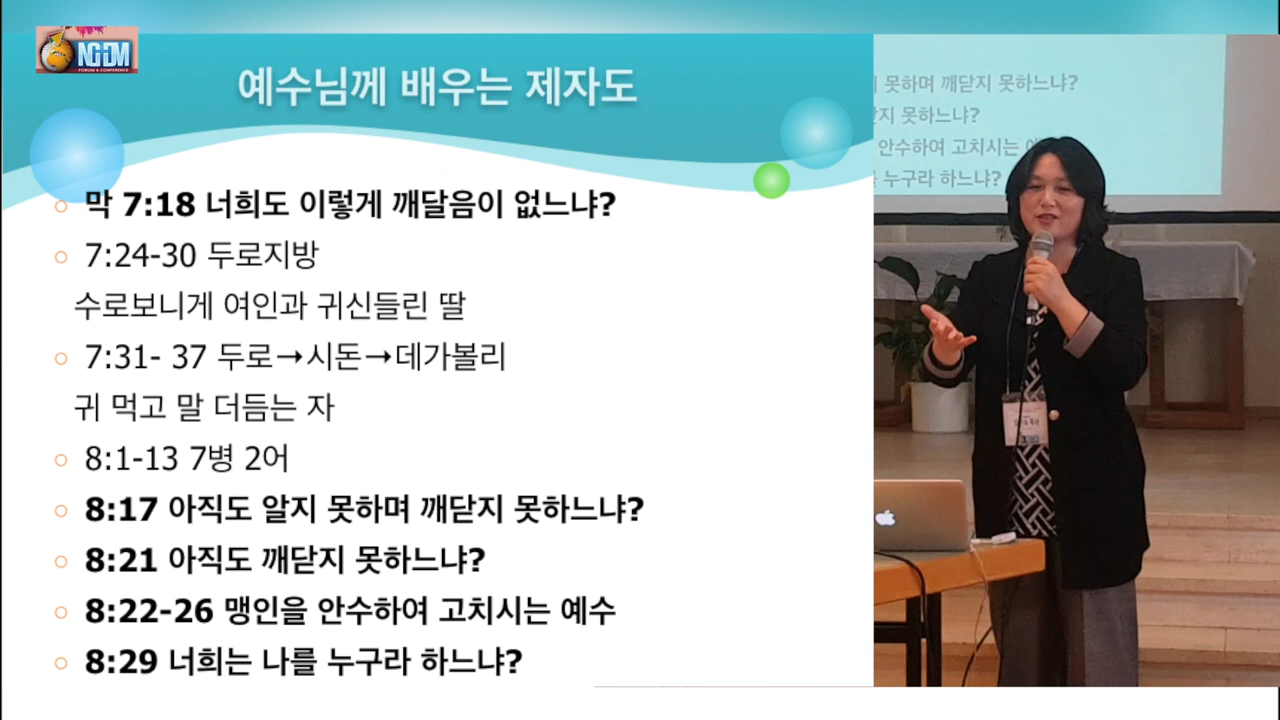 NGDM
FORUM & CONFERENCE
예수님께 배우는 제자도
막 7:18 너희도 이렇게 깨달음이 없느냐?
7:24-30 두로지방
수로보니게 여인과 귀신들린 딸
7:31- 37 두로→시돈→데가볼리
귀 먹고 말 더듬는 자
8:1-13 7병 2어
8:17 아직도 알지 못하며 깨닫지 못하느냐?
8:21 아직도 깨닫지 못하느냐?
8:22-26 맹인을 안수하여 고치시는 예수
8:29 너희는 나를 누구라 하느냐?
못하며 깨닫지 못하느냐?
지 못하느냐?
안수하여 고치시는
누구라 하느냐?